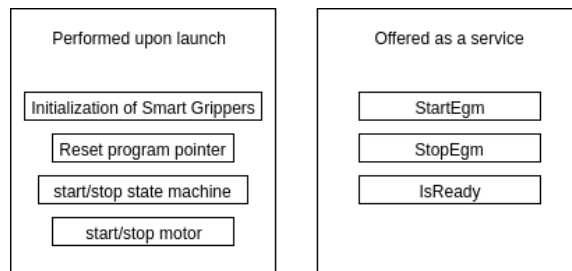 Performed upon launch
Initialization of Smart Grippers
Reset program pointer
start/stop state machine
start/stop motor
Offered as a service
StartEgm
StopEgm
IsReady